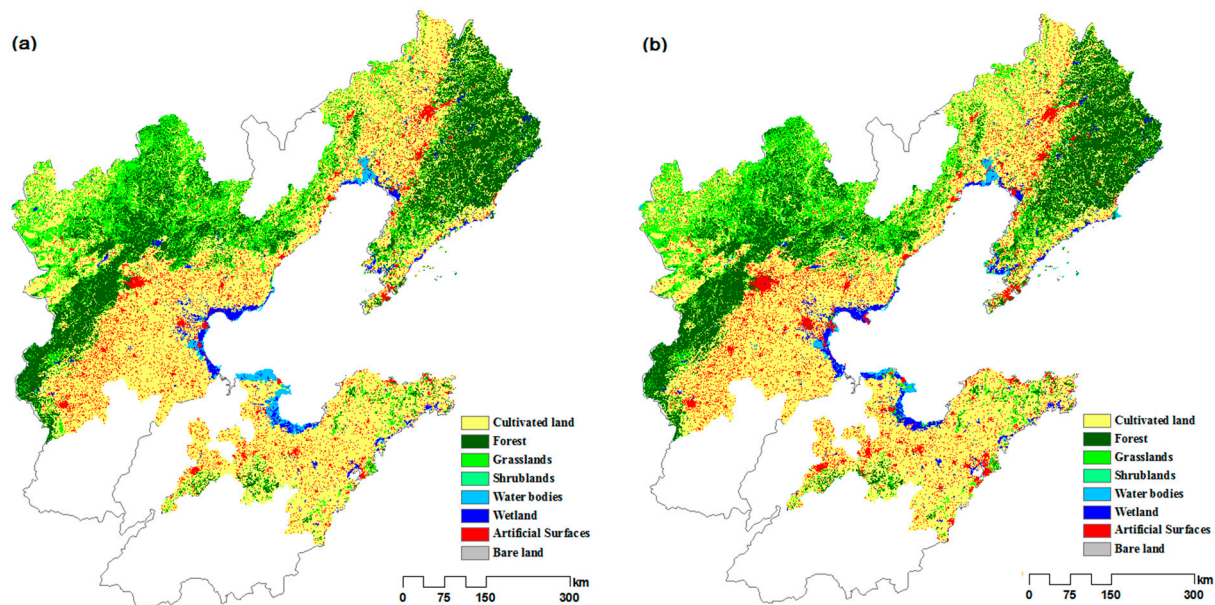 (a)
Cultivated land
Forest
Grasslands
Shrublands
Water bodies
Wetland
Artificial Surfaces
Bare land
km
0 75 150 300
(b)
Cultivated land
Forest
Grasslands
Shrublands
Water bodies
Wetland
Artificial Surfaces
Bare land
km
0 75 150 300